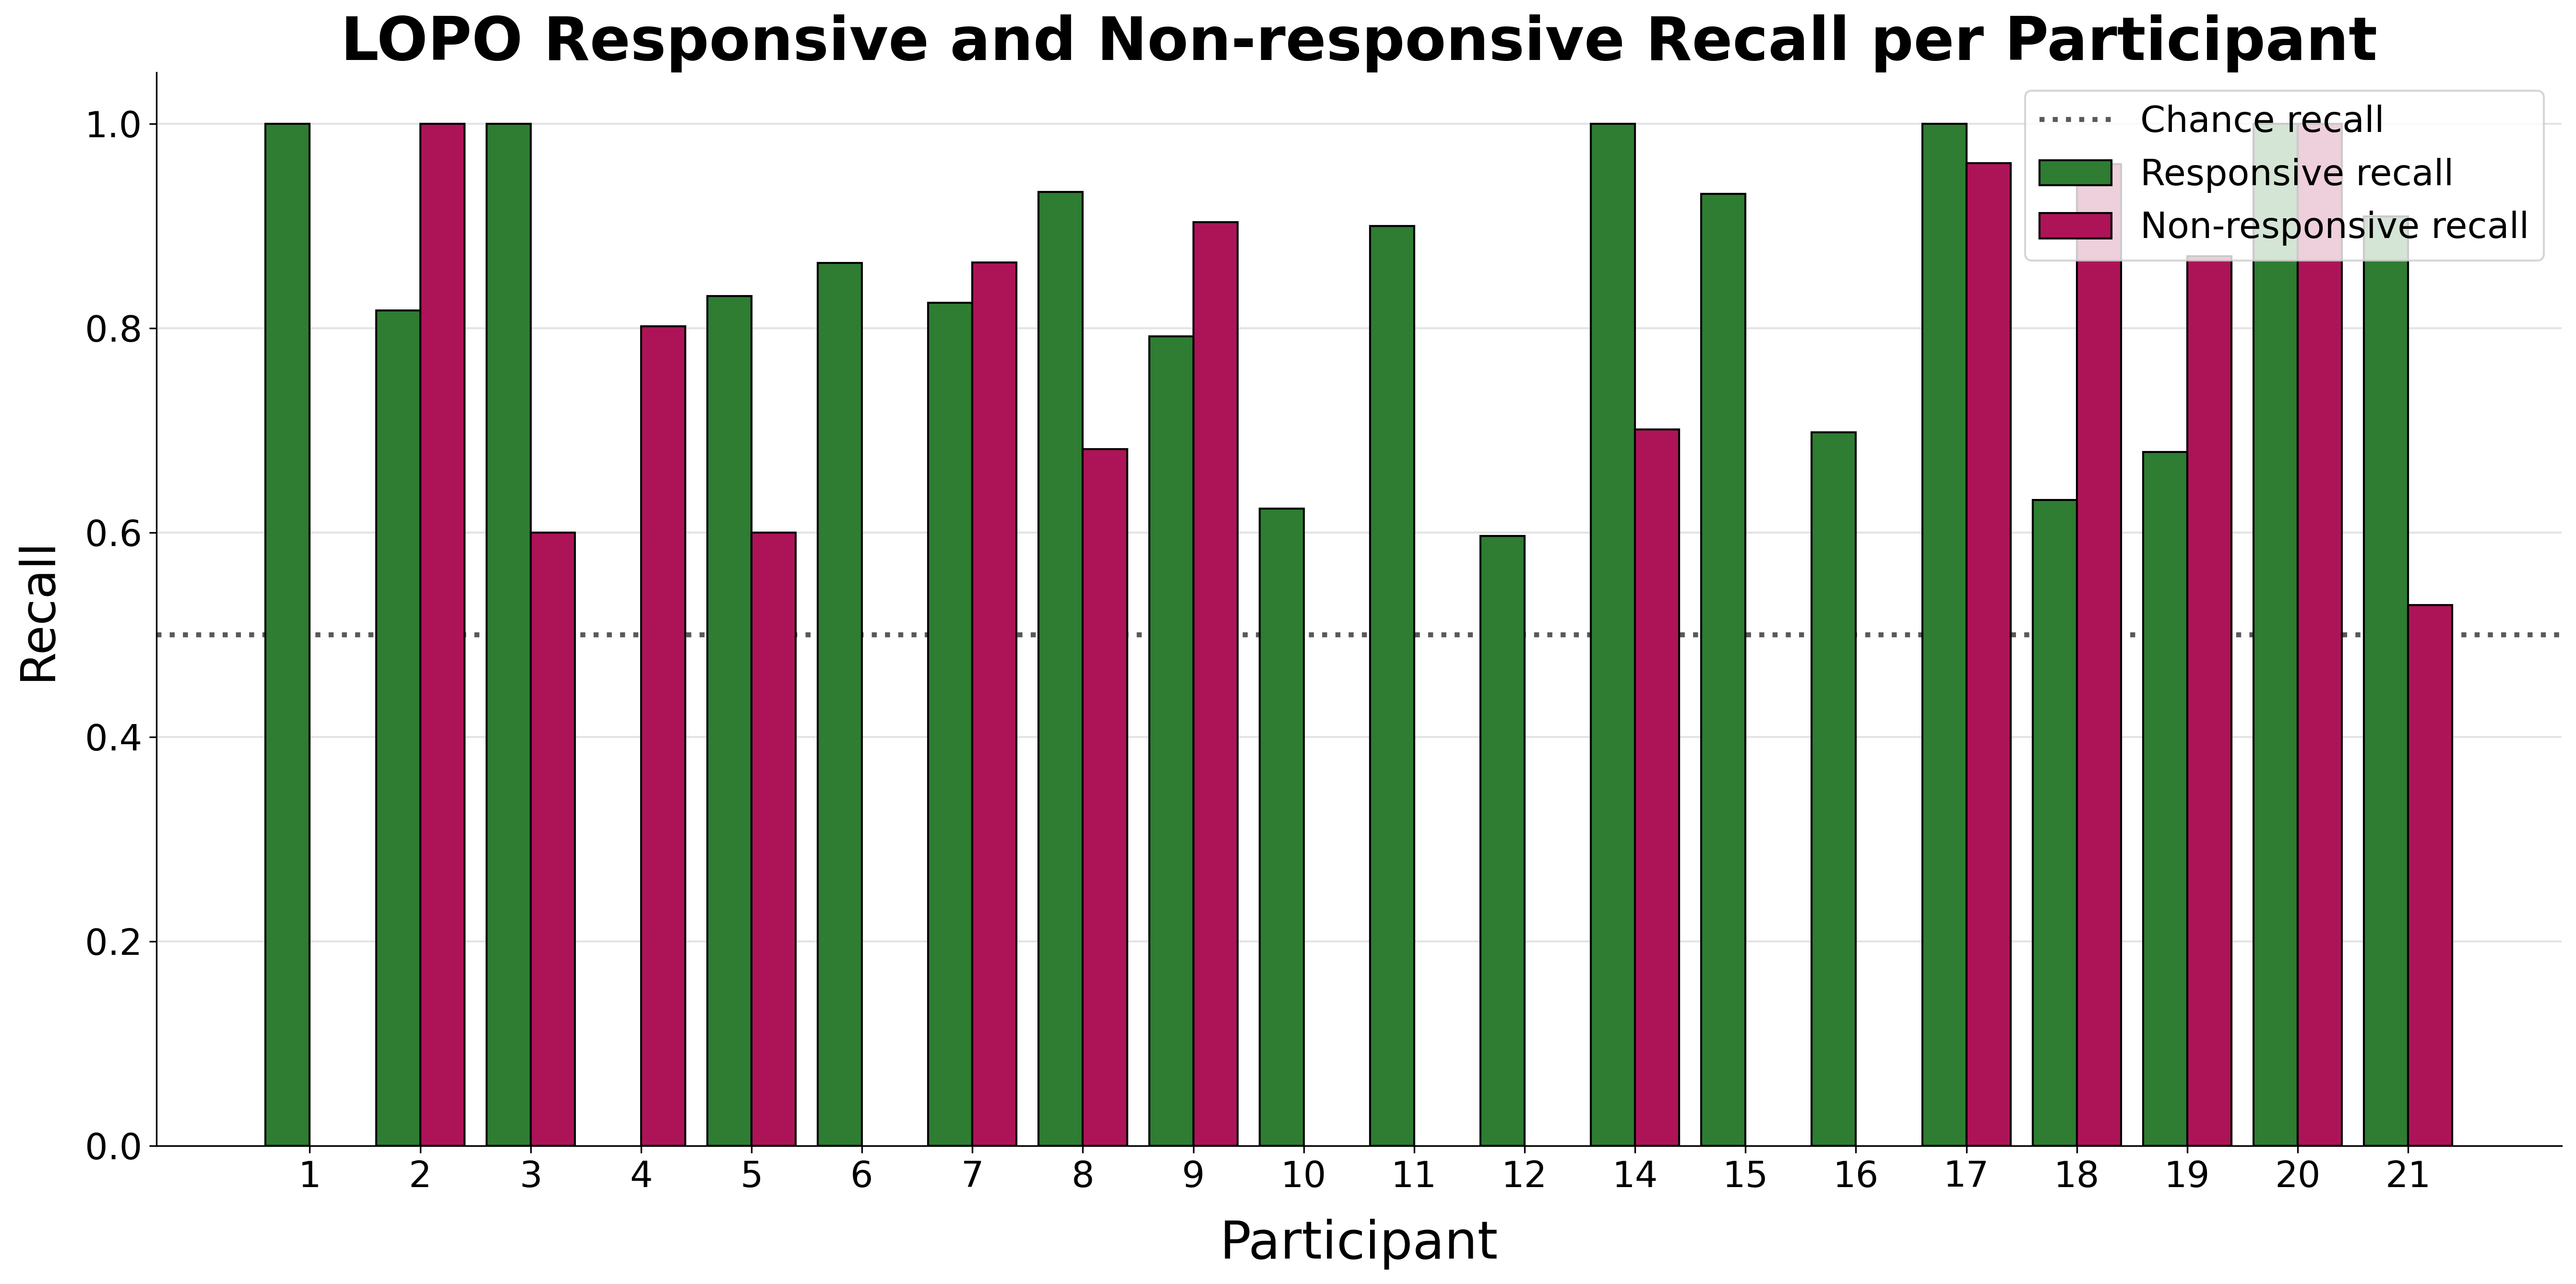 LOPO Responsive and Non-responsive Recall per Participant
Chance recall
Responsive recall
Non-responsive recall
Recall
1.0
0.8
0.6
0.4
0.2
0.0
1 2 3 4 5 6 7 8 9 10 11 12 14 15 16 17 18 19 20 21
Participant